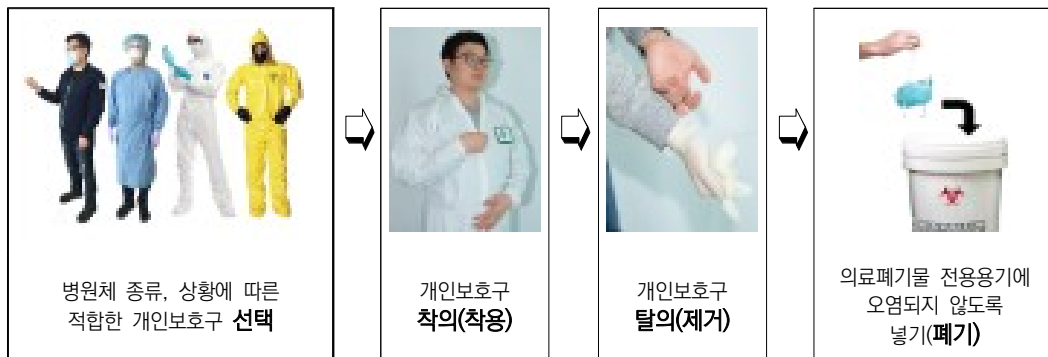 병원체 종류, 상황에 따른
적합한 개인보호구 선택
개인보호구
착의(착용)
개인보호구
탈의(제거)
의료폐기물 전용용기에
오염되지 않도록
넣기(폐기)